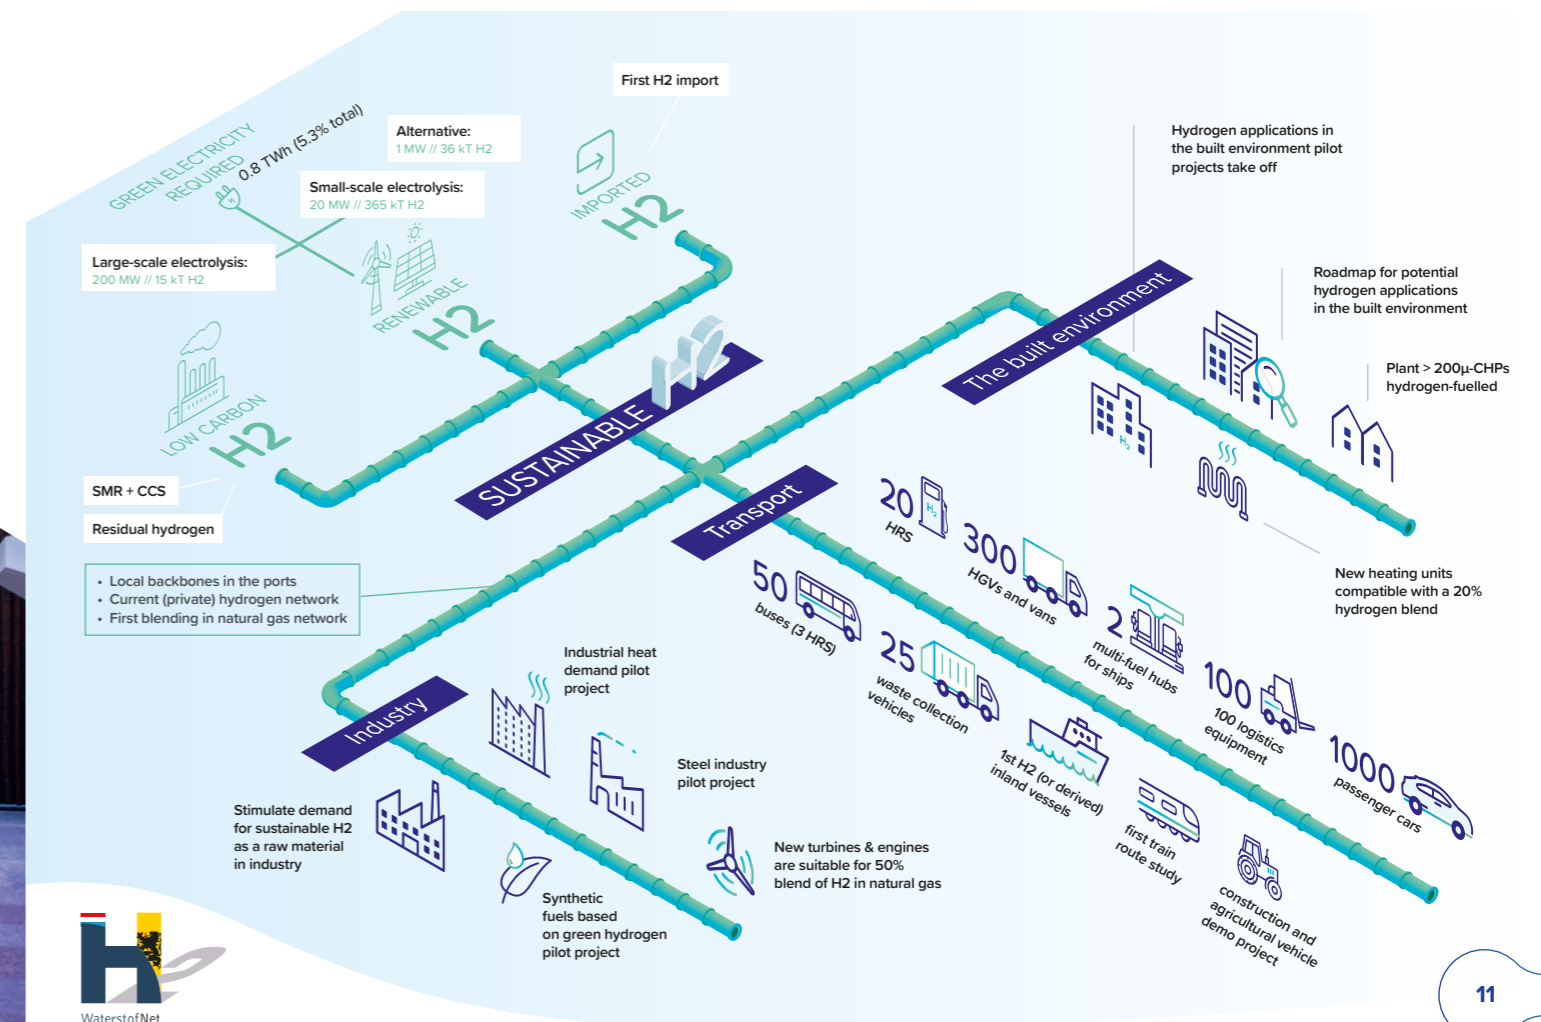 First H2 import
GREEN ELECTRICITY
REQUIRED
0.8 TWh (5.3% total)
Alternative:
1 MW // 36 kT H2
Small-scale electrolysis:
20 MW // 365 kT H2
Large-scale electrolysis:
200 MW // 15 kT H2
IMPORTED
H2
RENEWABLE
H2
LOW CARBON
H2
SMR + CCS
Residual hydrogen
• Local backbones in the ports
• Current (private) hydrogen network
• First blending in natural gas network
SUSTAINABLE H2
The built environment
Hydrogen applications in
the built environment pilot
projects take off
Roadmap for potential
hydrogen applications
in the built environment
Plant > 200µ-CHPs
hydrogen-fuelled
H2
New heating units
compatible with a 20%
hydrogen blend
Transport
20
H2
HRS
300
HGVs and vans
2
multi-fuel hubs
for ships
100
100 logistics
equipment
1000
passenger cars
50
buses (3 HRS)
25
waste collection
vehicles
1st H2 (or derived)
inland vessels
first train
route study
construction and
agricultural vehicle
demo project
Industry
Industrial heat
demand pilot
project
Steel industry
pilot project
Stimulate demand
for sustainable H2
as a raw material
in industry
Synthetic
fuels based
on green hydrogen
pilot project
New turbines & engines
are suitable for 50%
blend of H2 in natural gas
WaterstofNet
11